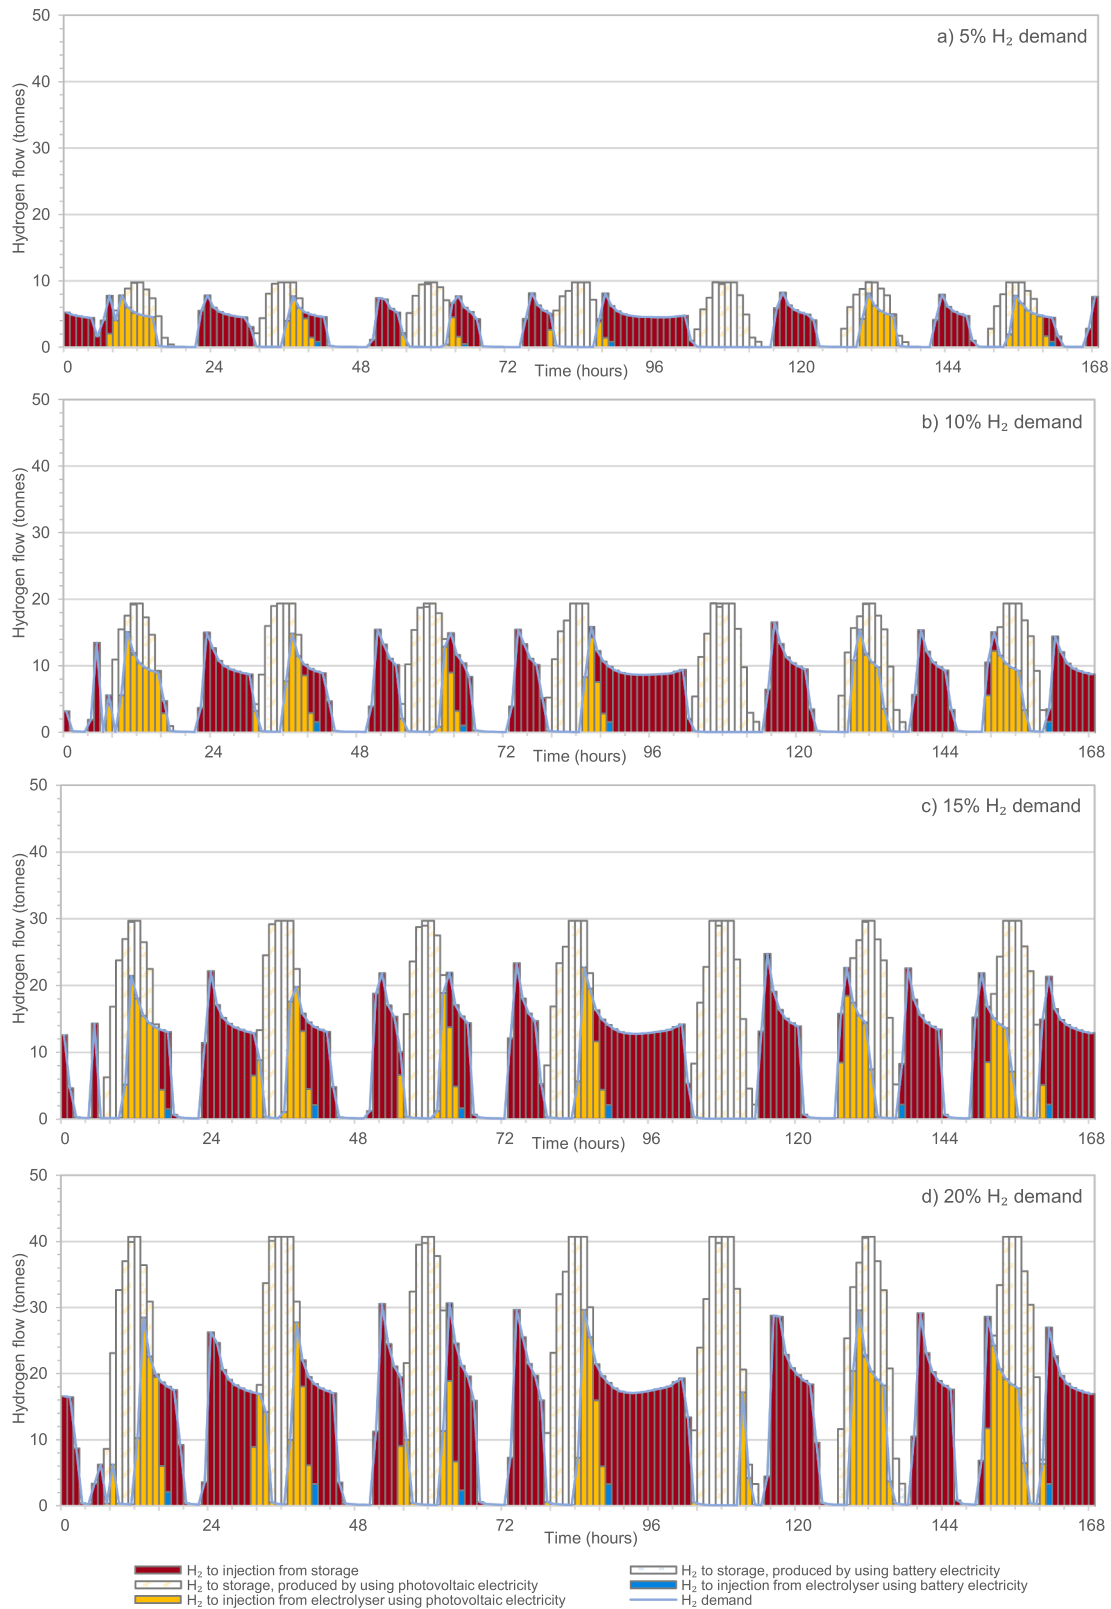 a) 5% H₂ demand
Hydrogen flow (tonnes)
50
40
30
20
10
0
0 24 48 72 96 120 144 168
Time (hours)
b) 10% H₂ demand
Hydrogen flow (tonnes)
50
40
30
20
10
0
0 24 48 72 96 120 144 168
Time (hours)
c) 15% H₂ demand
Hydrogen flow (tonnes)
50
40
30
20
10
0
0 24 48 72 96 120 144 168
Time (hours)
d) 20% H₂ demand
Hydrogen flow (tonnes)
50
40
30
20
10
0
0 24 48 72 96 120 144 168
Time (hours)
H₂ to injection from storage
H₂ to storage, produced by using battery electricity
H₂ to storage, produced by using photovoltaic electricity
H₂ to injection from electrolyser using battery electricity
H₂ to injection from electrolyser using photovoltaic electricity
H₂ demand